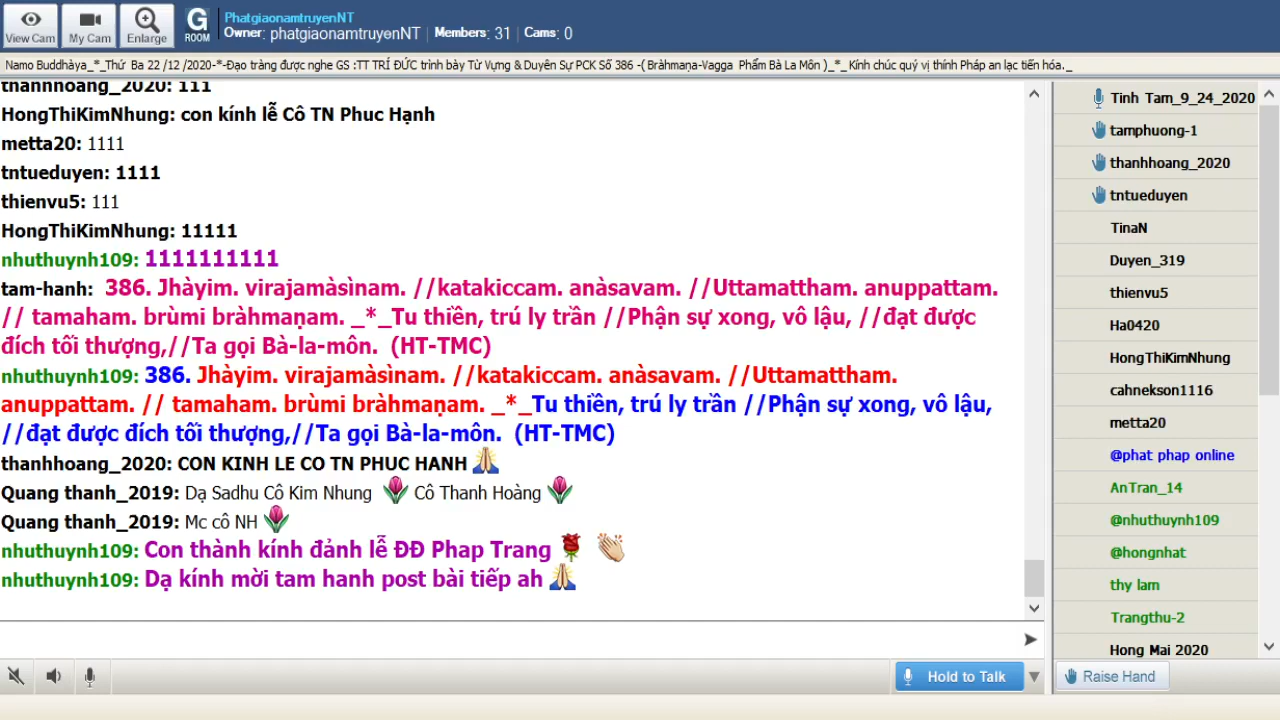 View Cam
My Cam
Enlarge
G
ROOM
PhatgiaonamtruyenNT
Owner: phatgiaonamtruyenNT | Members: 31 | Cams: 0
Namo Buddhàya_*_Thứ Ba 22 /12 /2020-*-Đạo tràng được nghe GS :TT TRÍ ĐỨC trình bày Từ Vựng & Duyên Sự PCK Số 386 -( Bràhmaṇa-Vagga Phẩm Bà La Môn )_*_ Kính chúc quý vị thính Pháp an lạc tiến hóa._
thanhhoang_2020: 111
HongThiKimNhung: con kính lễ Cô TN Phuc Hạnh
metta20: 1111
tntueduyen: 1111
thienvu5: 111
HongThiKimNhung: 11111
nhuthuynh109: 1111111111
tam-hanh: 386. Jhàyim. virajamàsìnam. //katakiccam. anàsavam. //Uttamattham. anuppattam.
// tamaham. brùmi bràhmaṇam. _*_Tu thiền, trú ly trần //Phận sự xong, vô lậu, //đạt được
đích tối thượng,//Ta gọi Bà-la-môn. (HT-TMC)
nhuthuynh109: 386. Jhàyim. virajamàsìnam. //katakiccam. anàsavam. //Uttamattham.
anuppattam. // tamaham. brùmi bràhmaṇam. _*_Tu thiền, trú ly trần //Phận sự xong, vô lậu,
//đạt được đích tối thượng,//Ta gọi Bà-la-môn. (HT-TMC)
thanhhoang_2020: CON KINH LE CO TN PHUC HANH
Quang thanh_2019: Dạ Sadhu Cô Kim Nhung Cô Thanh Hoàng
Quang thanh_2019: Mc cô NH
nhuthuynh109: Con thành kính đảnh lễ ĐĐ Phap Trang
nhuthuynh109: Dạ kính mời tam hanh post bài tiếp ah
Hold to Talk
Tinh Tam_9_24_2020
tamphuong-1
thanhhoang_2020
tntueduyen
TinaN
Duyen_319
thienvu5
Ha0420
HongThiKimNhung
cahnekson1116
metta20
@phat phap online
AnTran_14
@nhuthuynh109
@hongnhat
thy lam
Trangthu-2
Hong Mai 2020
Raise Hand